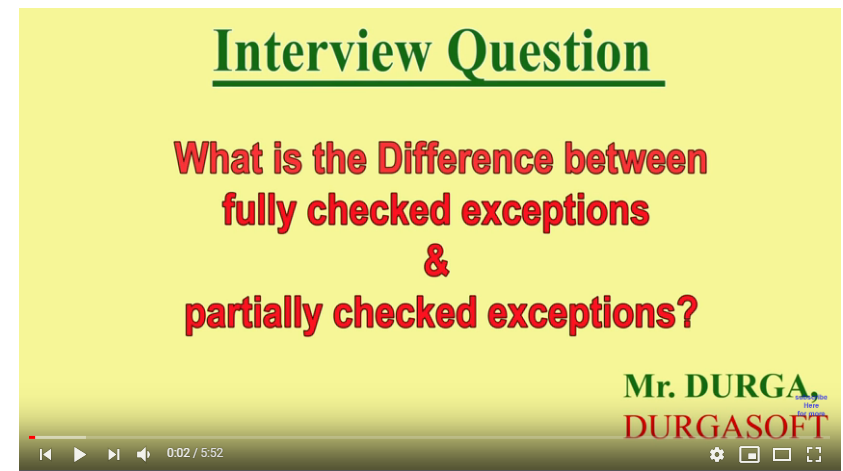 Interview Question
What is the Difference between
fully checked exceptions
&
partially checked exceptions?
Mr. DURGA,
subscribe
Here
for more
DURGASOFT
0:02 / 5:52